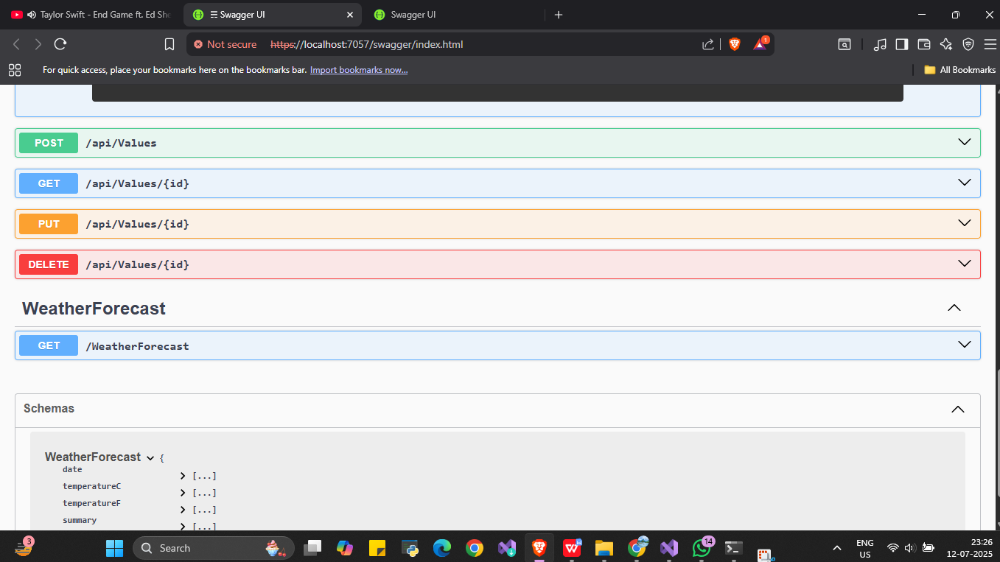 Taylor Swift - End Game ft. Ed She
☰ Swagger UI
Swagger UI
Not secure https://localhost:7057/swagger/index.html
1
For quick access, place your bookmarks here on the bookmarks bar. Import bookmarks now...
All Bookmarks
POST /api/Values
GET /api/Values/{id}
PUT /api/Values/{id}
DELETE /api/Values/{id}
WeatherForecast
GET /WeatherForecast
Schemas
WeatherForecast {
date [...]
temperatureC [...]
temperatureF [...]
summary [...]
3
Search
14
ENG
US
23:26
12-07-2025